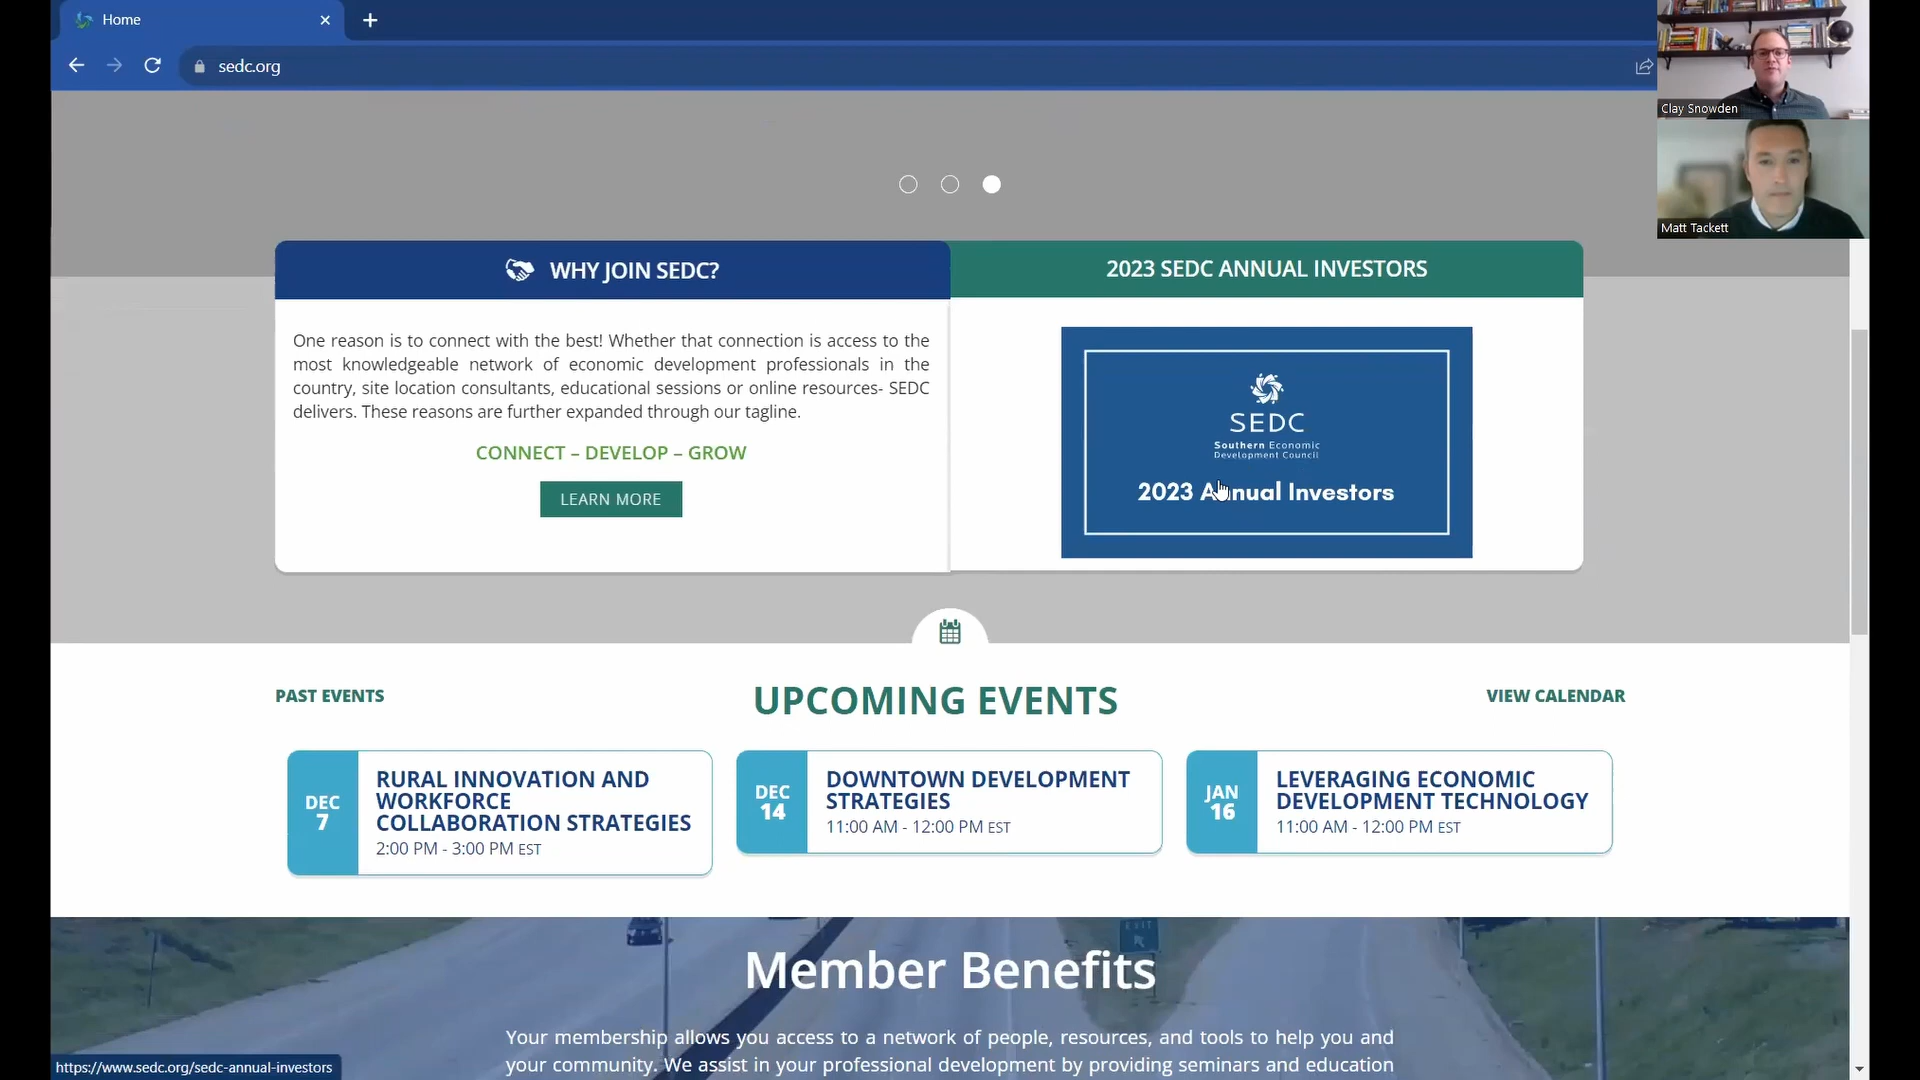 Home
sedc.org
Clay Snowden
Matt Tackett
WHY JOIN SEDC?
One reason is to connect with the best! Whether that connection is access to the
most knowledgeable network of economic development professionals in the
country, site location consultants, educational sessions or online resources- SEDC
delivers. These reasons are further expanded through our tagline.
CONNECT – DEVELOP – GROW
LEARN MORE
2023 SEDC ANNUAL INVESTORS
SEDC
Southern Economic
Development Council
2023 Annual Investors
PAST EVENTS
UPCOMING EVENTS
VIEW CALENDAR
DEC
7
RURAL INNOVATION AND
WORKFORCE
COLLABORATION STRATEGIES
2:00 PM - 3:00 PM EST
DEC
14
DOWNTOWN DEVELOPMENT
STRATEGIES
11:00 AM - 12:00 PM EST
JAN
16
LEVERAGING ECONOMIC
DEVELOPMENT TECHNOLOGY
11:00 AM - 12:00 PM EST
EXIT
Member Benefits
Your membership allows you access to a network of people, resources, and tools to help you and
your community. We assist in your professional development by providing seminars and education
https://www.sedc.org/sedc-annual-investors